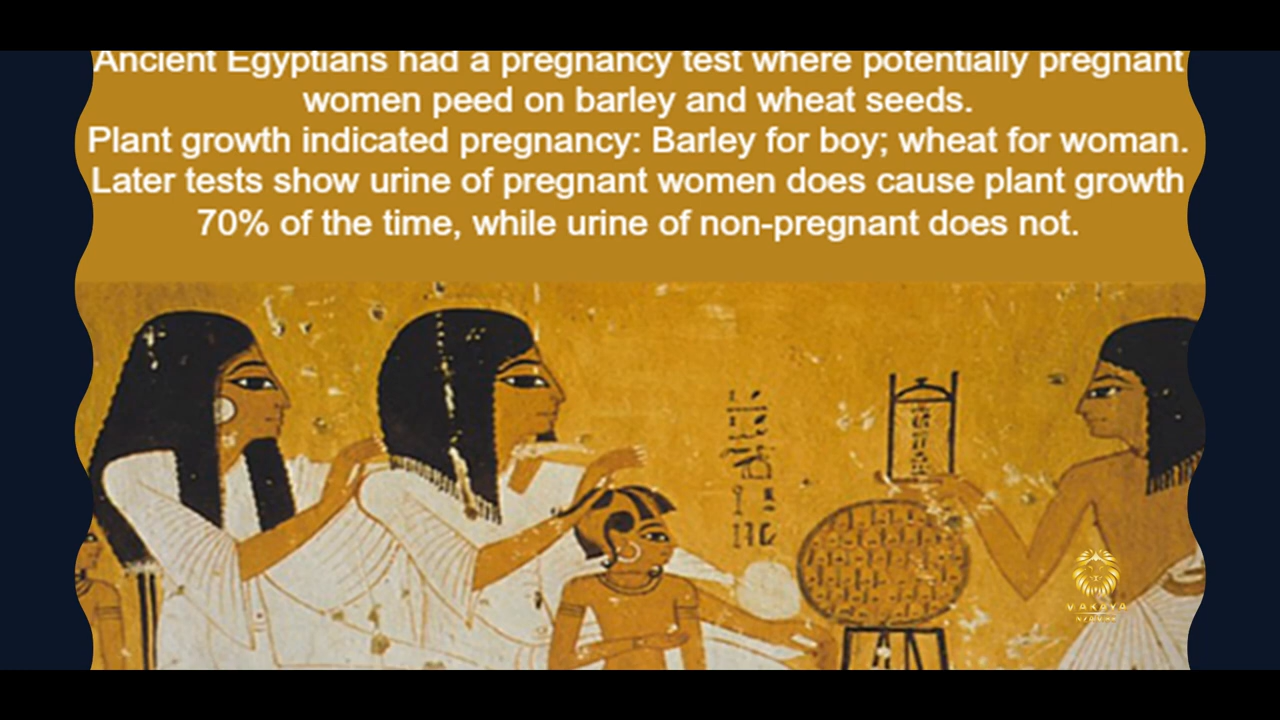 Ancient Egyptians had a pregnancy test where potentially pregnant
women peed on barley and wheat seeds.
Plant growth indicated pregnancy: Barley for boy; wheat for woman.
Later tests show urine of pregnant women does cause plant growth
70% of the time, while urine of non-pregnant does not.